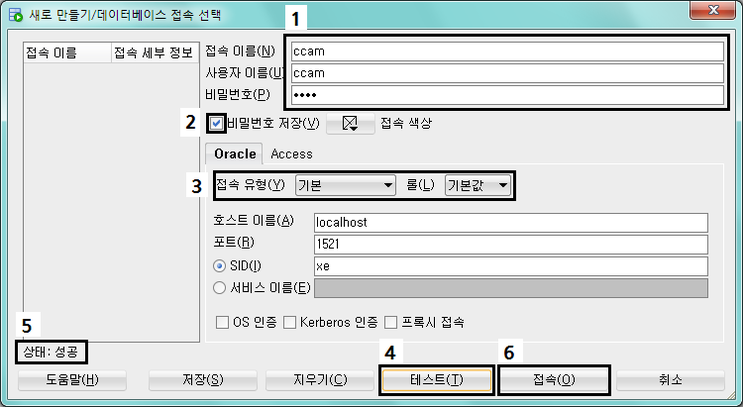 새로 만들기/데이터베이스 접속 선택
1
접속 이름 접속 세부 정보
접속 이름(N) ccam
사용자 이름(U) ccam
비밀번호(P) ••••
2 비밀번호 저장(V) 접속 색상
Oracle Access
3 접속 유형(Y) 기본 롤(L) 기본값
호스트 이름(A) localhost
포트(R) 1521
SID(I) xe
서비스 이름(E)
OS 인증 Kerberos 인증 프록시 접속
5
상태: 성공
4 6
도움말(H) 저장(S) 지우기(C) 테스트(T) 접속(O) 취소